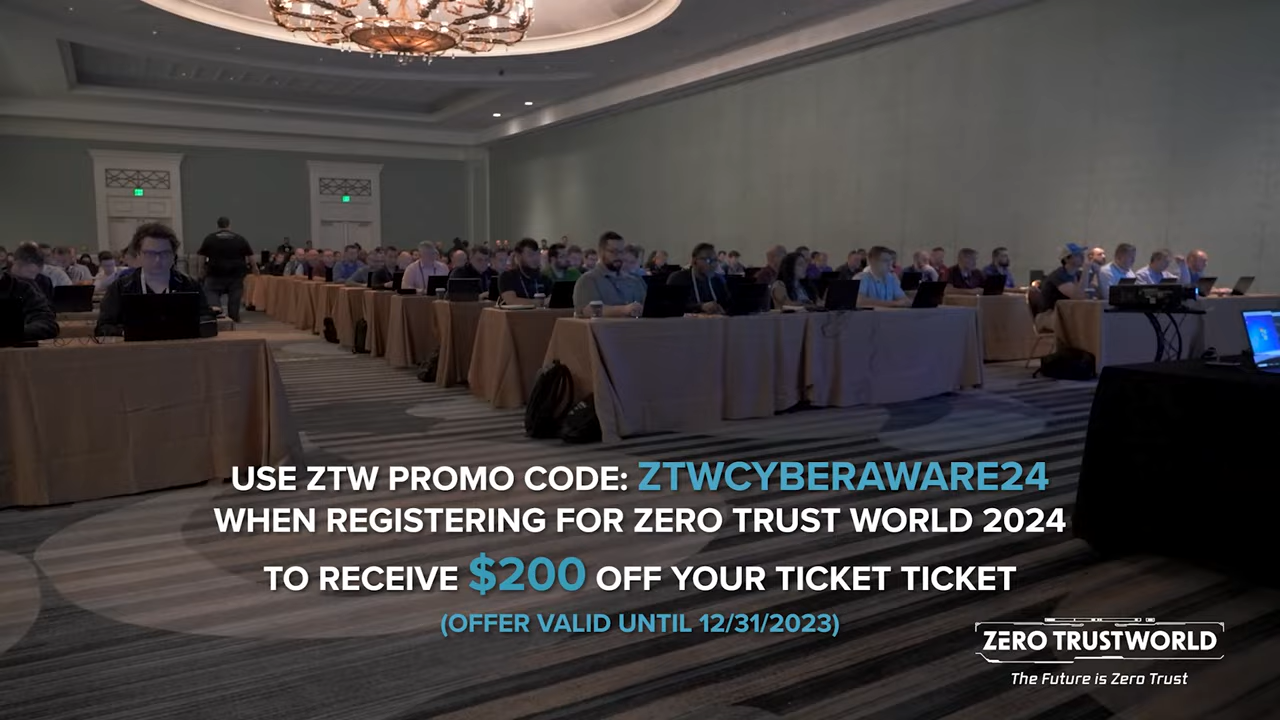 USE ZTW PROMO CODE: ZTWCYBERAWARE24
WHEN REGISTERING FOR ZERO TRUST WORLD 2024
TO RECEIVE $200 OFF YOUR TICKET TICKET
(OFFER VALID UNTIL 12/31/2023)
ZERO TRUSTWORLD
The Future is Zero Trust